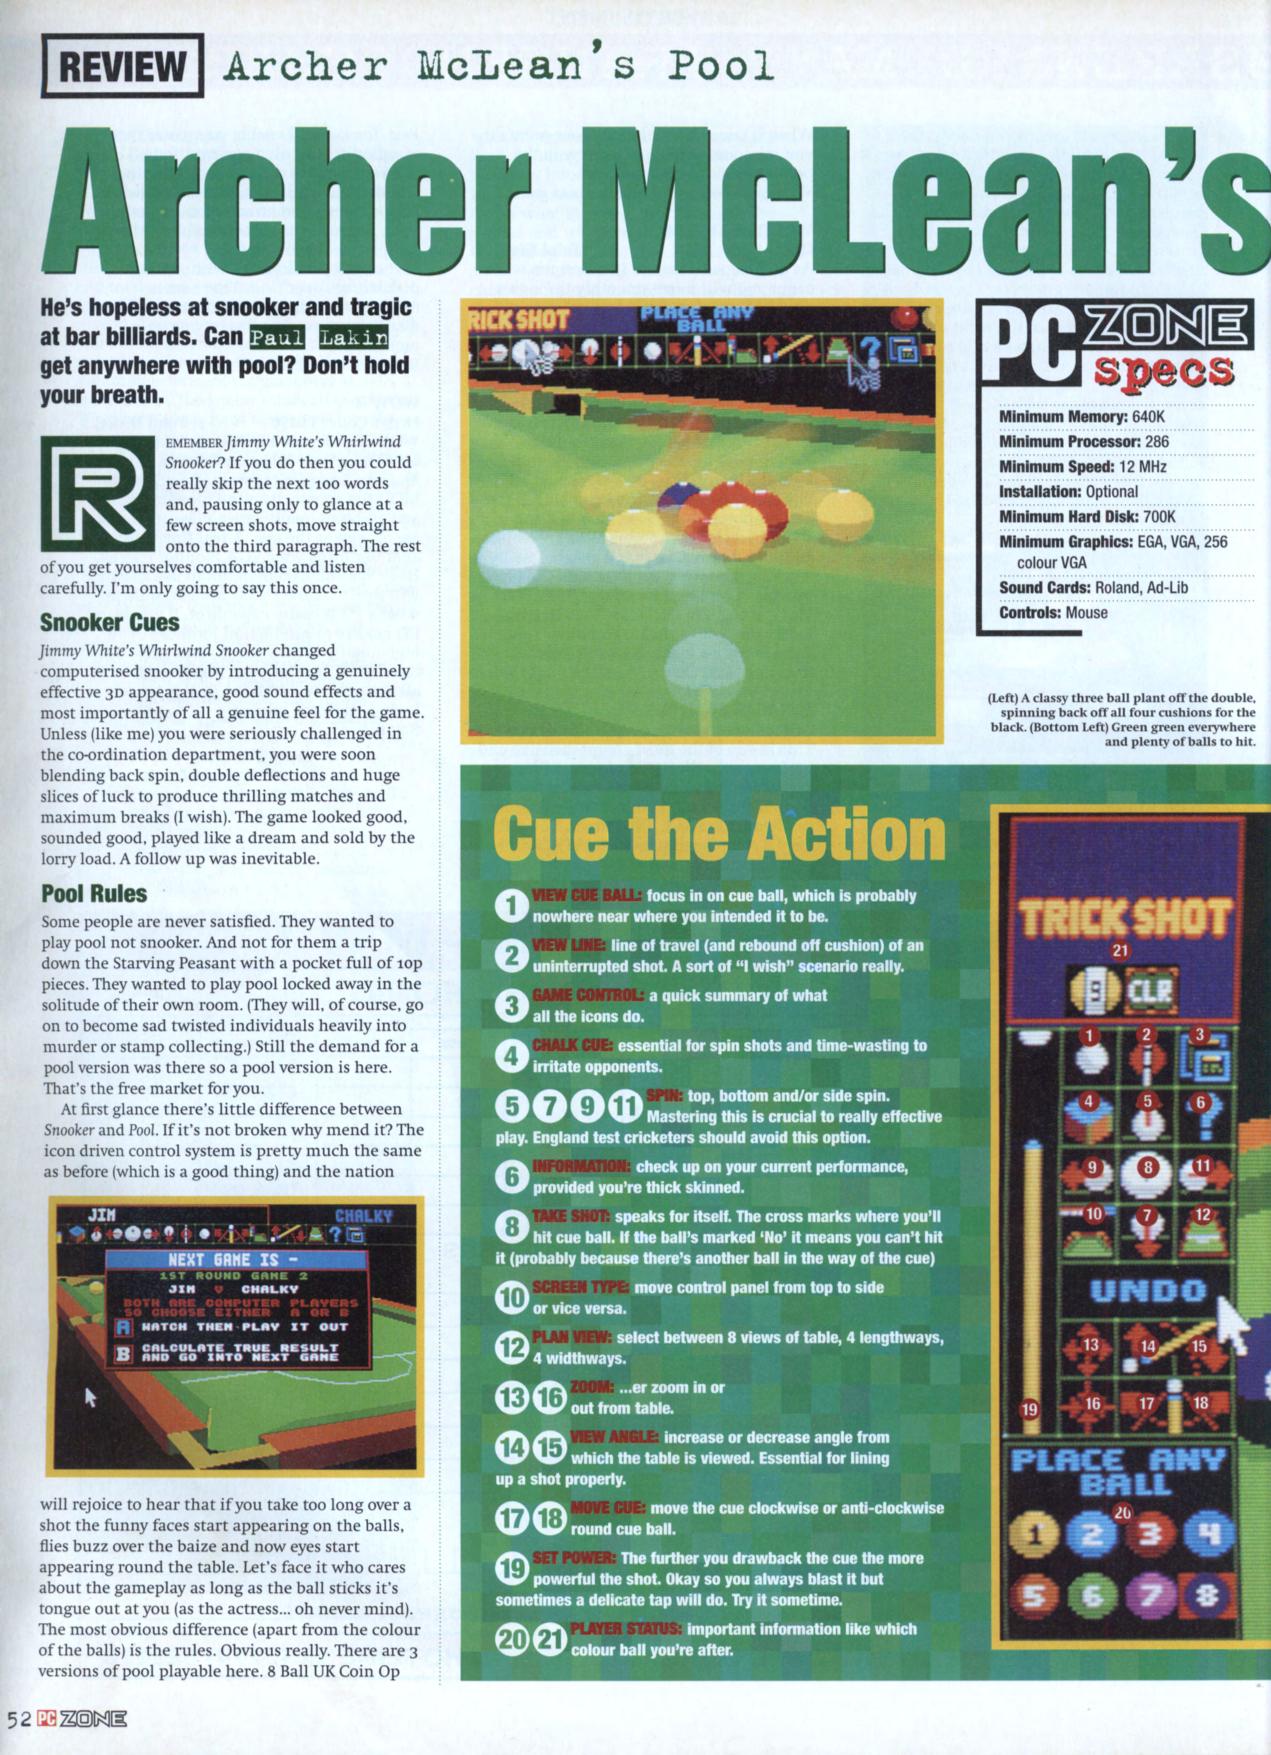 REVIEW Archer McLean's Pool
Archer McLean's
He's hopeless at snooker and tragic
at bar billiards. Can Paul Lakin
get anywhere with pool? Don't hold
your breath.
REMEMBER Jimmy White's Whirlwind
Snooker? If you do then you could
really skip the next 100 words
and, pausing only to glance at a
few screen shots, move straight
onto the third paragraph. The rest
of you get yourselves comfortable and listen
carefully. I'm only going to say this once.
Snooker Cues
Jimmy White's Whirlwind Snooker changed
computerised snooker by introducing a genuinely
effective 3D appearance, good sound effects and
most importantly of all a genuine feel for the game.
Unless (like me) you were seriously challenged in
the co-ordination department, you were soon
blending back spin, double deflections and huge
slices of luck to produce thrilling matches and
maximum breaks (I wish). The game looked good,
sounded good, played like a dream and sold by the
lorry load. A follow up was inevitable.
Pool Rules
Some people are never satisfied. They wanted to
play pool not snooker. And not for them a trip
down the Starving Peasant with a pocket full of 10p
pieces. They wanted to play pool locked away in the
solitude of their own room. (They will, of course, go
on to become sad twisted individuals heavily into
murder or stamp collecting.) Still the demand for a
pool version was there so a pool version is here.
That's the free market for you.
At first glance there's little difference between
Snooker and Pool. If it's not broken why mend it? The
icon driven control system is pretty much the same
as before (which is a good thing) and the nation
JIM CHALKY
NEXT GAME IS -
1ST ROUND GAME 2
JIM V CHALKY
BOTH ARE COMPUTER PLAYERS
SO CHOOSE EITHER A OR B
A WATCH THEM PLAY IT OUT
B CALCULATE TRUE RESULT
AND GO INTO NEXT GAME
will rejoice to hear that if you take too long over a
shot the funny faces start appearing on the balls,
flies buzz over the baize and now eyes start
appearing round the table. Let's face it who cares
about the gameplay as long as the ball sticks it's
tongue out at you (as the actress... oh never mind).
The most obvious difference (apart from the colour
of the balls) is the rules. Obvious really. There are 3
versions of pool playable here. 8 Ball UK Coin Op
RICK SHOT PLACE ANY
BALL
?
PC ZONE
specs
Minimum Memory: 640K
Minimum Processor: 286
Minimum Speed: 12 MHz
Installation: Optional
Minimum Hard Disk: 700K
Minimum Graphics: EGA, VGA, 256
colour VGA
Sound Cards: Roland, Ad-Lib
Controls: Mouse
(Left) A classy three ball plant off the double,
spinning back off all four cushions for the
black. (Bottom Left) Green green everywhere
and plenty of balls to hit.
Cue the Action
1 VIEW CUE BALL: focus in on cue ball, which is probably
nowhere near where you intended it to be.
2 VIEW LINE: line of travel (and rebound off cushion) of an
uninterrupted shot. A sort of "I wish" scenario really.
3 GAME CONTROL: a quick summary of what
all the icons do.
4 CHALK CUE: essential for spin shots and time-wasting to
irritate opponents.
5 7 9 11 SPIN: top, bottom and/or side spin.
Mastering this is crucial to really effective
play. England test cricketers should avoid this option.
6 INFORMATION: check up on your current performance,
provided you're thick skinned.
8 TAKE SHOT: speaks for itself. The cross marks where you'll
hit cue ball. If the ball's marked 'No' it means you can't hit
it (probably because there's another ball in the way of the cue)
10 SCREEN TYPE: move control panel from top to side
or vice versa.
12 PLAN VIEW: select between 8 views of table, 4 lengthways,
4 widthways.
13 16 ZOOM: ...er zoom in or
out from table.
14 15 VIEW ANGLE: increase or decrease angle from
which the table is viewed. Essential for lining
up a shot properly.
17 18 MOVE CUE: move the cue clockwise or anti-clockwise
round cue ball.
19 SET POWER: The further you drawback the cue the more
powerful the shot. Okay so you always blast it but
sometimes a delicate tap will do. Try it sometime.
20 21 PLAYER STATUS: important information like which
colour ball you're after.
TRICK SHOT
21
9 CLR
1 2 3
4 5 6
?
9 8 11
10 7 12
UNDO
13 14 15
19 16 17 18
PLACE ANY
BALL
20
1 2 3 4
5 6 7 8
52 PC ZONE